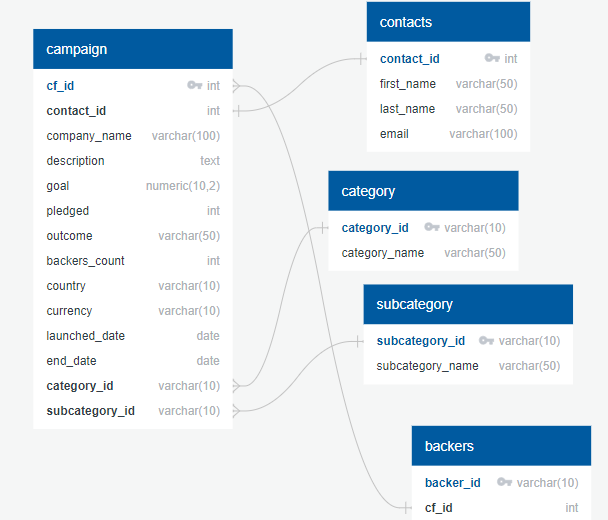 campaign
cf_id int
contact_id int
company_name varchar(100)
description text
goal numeric(10,2)
pledged int
outcome varchar(50)
backers_count int
country varchar(10)
currency varchar(10)
launched_date date
end_date date
category_id varchar(10)
subcategory_id varchar(10)
contacts
contact_id int
first_name varchar(50)
last_name varchar(50)
email varchar(100)
category
category_id varchar(10)
category_name varchar(50)
subcategory
subcategory_id varchar(10)
subcategory_name varchar(50)
backers
backer_id varchar(10)
cf_id int